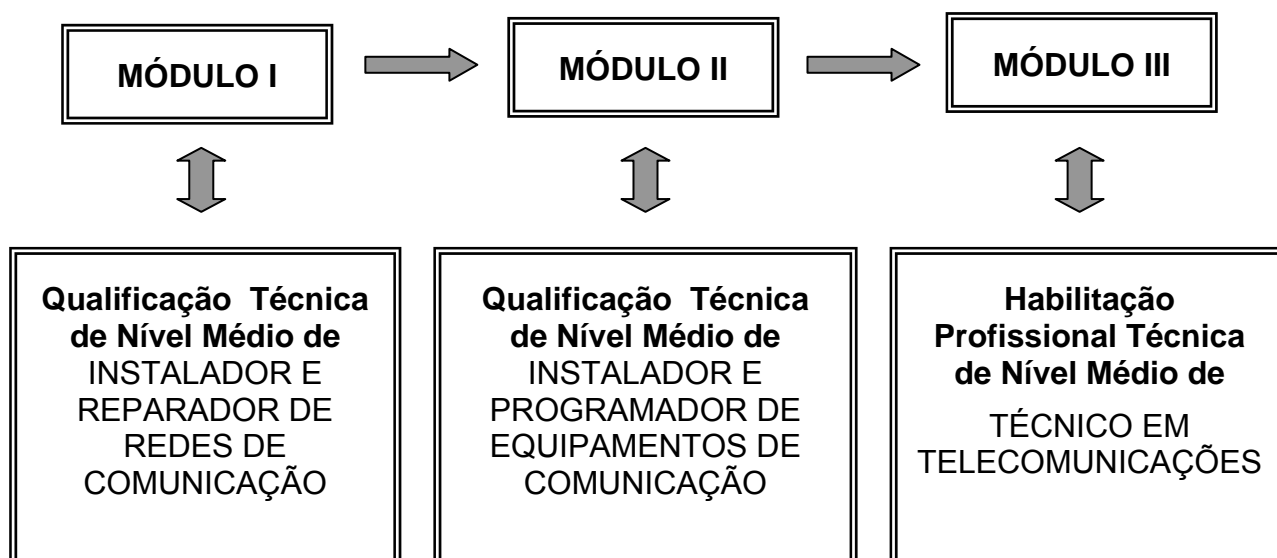 MÓDULO I
MÓDULO II
MÓDULO III
Qualificação Técnica
de Nível Médio de
INSTALADOR E
REPARADOR DE
REDES DE
COMUNICAÇÃO
Qualificação Técnica
de Nível Médio de
INSTALADOR E
PROGRAMADOR DE
EQUIPAMENTOS DE
COMUNICAÇÃO
Habilitação
Profissional Técnica
de Nível Médio de
TÉCNICO EM
TELECOMUNICAÇÕES